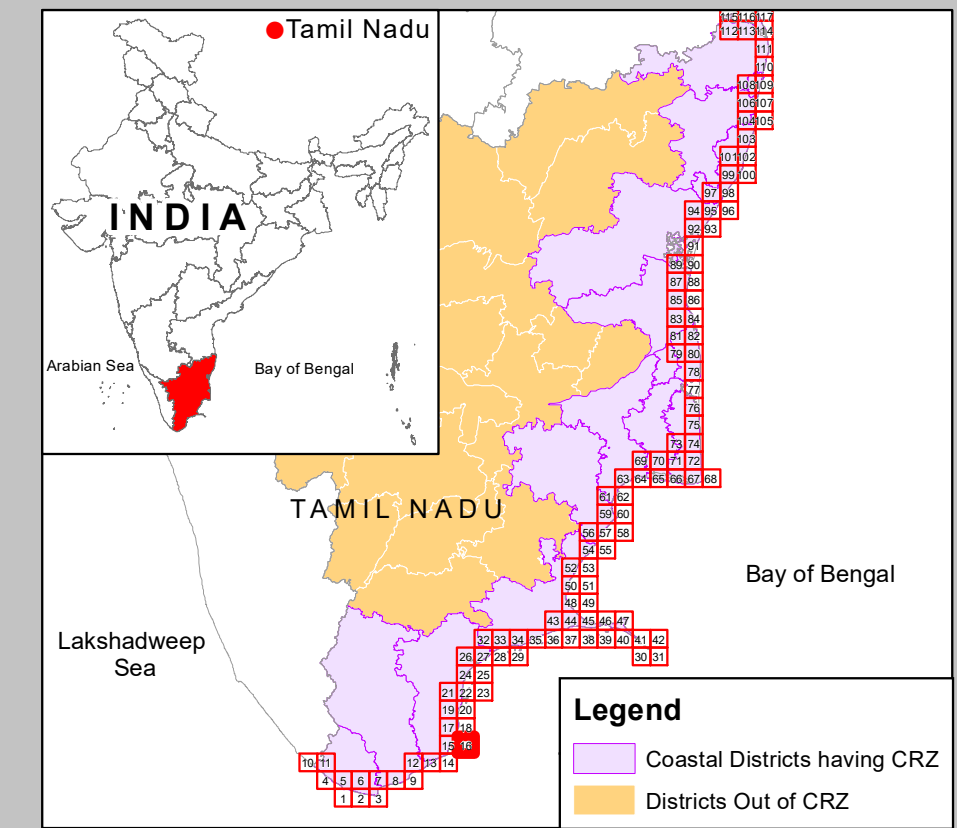 Tamil Nadu
INDIA
Arabian Sea
Bay of Bengal
115 116 117
112 113 114
111
110
108 109
106 107
104 105
103
101 102
99 100
97 98
94 95 96
92 93
91
89 90
87 88
85 86
83 84
81 82
79 80
78
77
76
75
73 74
69 70 71 72
63 64 65 66 67 68
61 62
TAMIL NADU
59 60
56 57 58
54 55
52 53
Bay of Bengal
50 51
48 49
43 44 45 46 47
Lakshadweep
Sea
32 33 34 35 36 37 38 39 40 41 42
26 27 28 29 30 31
24 25
21 22 23
19 20
17 18
15 16
10 11 12 13 14
4 5 6 7 8 9
1 2 3
Legend
Coastal Districts having CRZ
Districts Out of CRZ